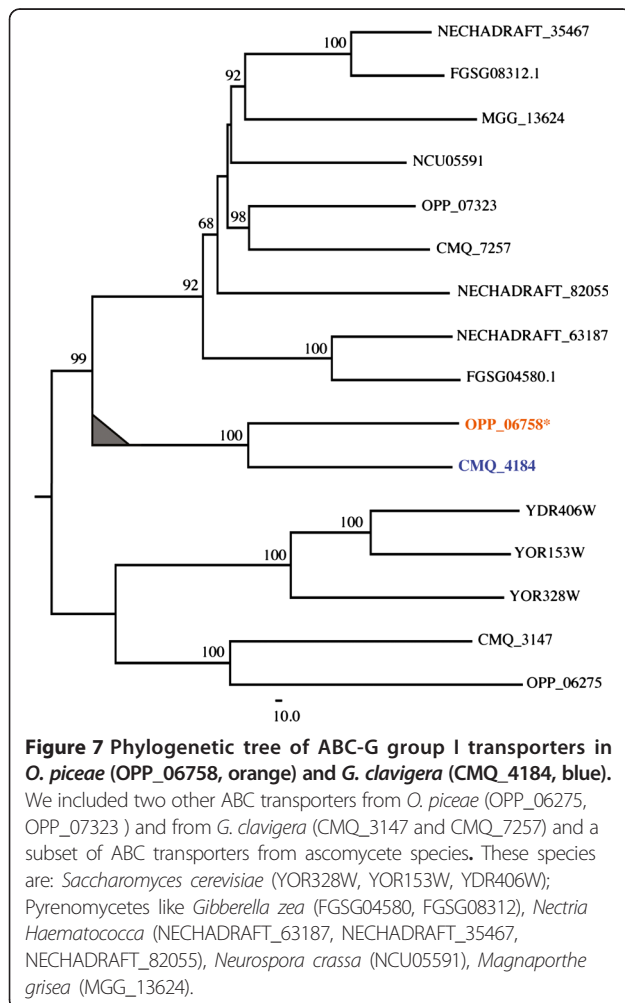 NECHADRAFT_35467
100
FGSG08312.1
92
MGG_13624
NCU05591
OPP_07323
98
68
CMQ_7257
NECHADRAFT_82055
92
NECHADRAFT_63187
100
99
FGSG04580.1
OPP_06758*
100
CMQ_4184
YDR406W
100
YOR153W
100
YOR328W
CMQ_3147
100
OPP_06275
10.0
Figure 7 Phylogenetic tree of ABC-G group I transporters in
O. piceae (OPP_06758, orange) and G. clavigera (CMQ_4184, blue).
We included two other ABC transporters from O. piceae (OPP_06275,
OPP_07323 ) and from G. clavigera (CMQ_3147 and CMQ_7257) and a
subset of ABC transporters from ascomycete species. These species
are: Saccharomyces cerevisiae (YOR328W, YOR153W, YDR406W);
Pyrenomycetes like Gibberella zea (FGSG04580, FGSG08312), Nectria
Haematococca (NECHADRAFT_63187, NECHADRAFT_35467,
NECHADRAFT_82055), Neurospora crassa (NCU05591), Magnaporthe
grisea (MGG_13624).